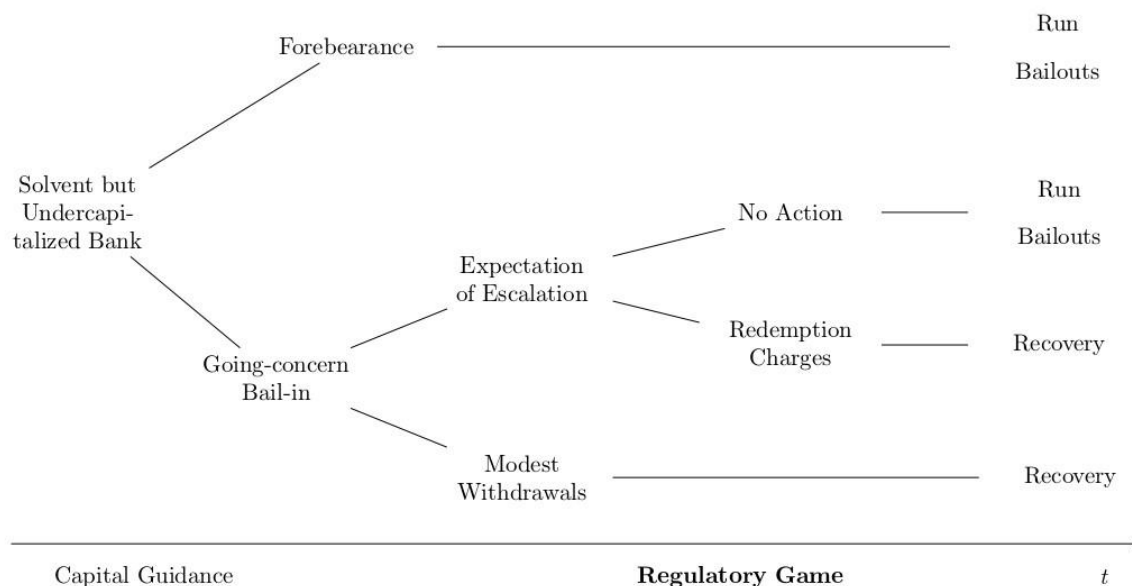 Run
Forebearance
Bailouts
Solvent but
Undercapi-
talized Bank
Run
No Action
Bailouts
Expectation
of Escalation
Redemption
Charges
Recovery
Going-concern
Bail-in
Modest
Withdrawals
Recovery
Capital Guidance
Regulatory Game
t